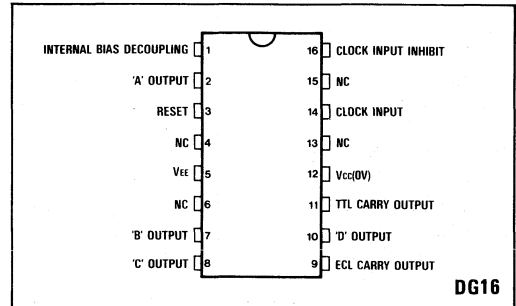 INTERNAL BIAS DECOUPLING 1 16 CLOCK INPUT INHIBIT
'A' OUTPUT 2 15 NC
RESET 3 14 CLOCK INPUT
NC 4 13 NC
VEE 5 12 VCC(0V)
NC 6 11 TTL CARRY OUTPUT
'B' OUTPUT 7 10 'D' OUTPUT
'C' OUTPUT 8 9 ECL CARRY OUTPUT
DG16